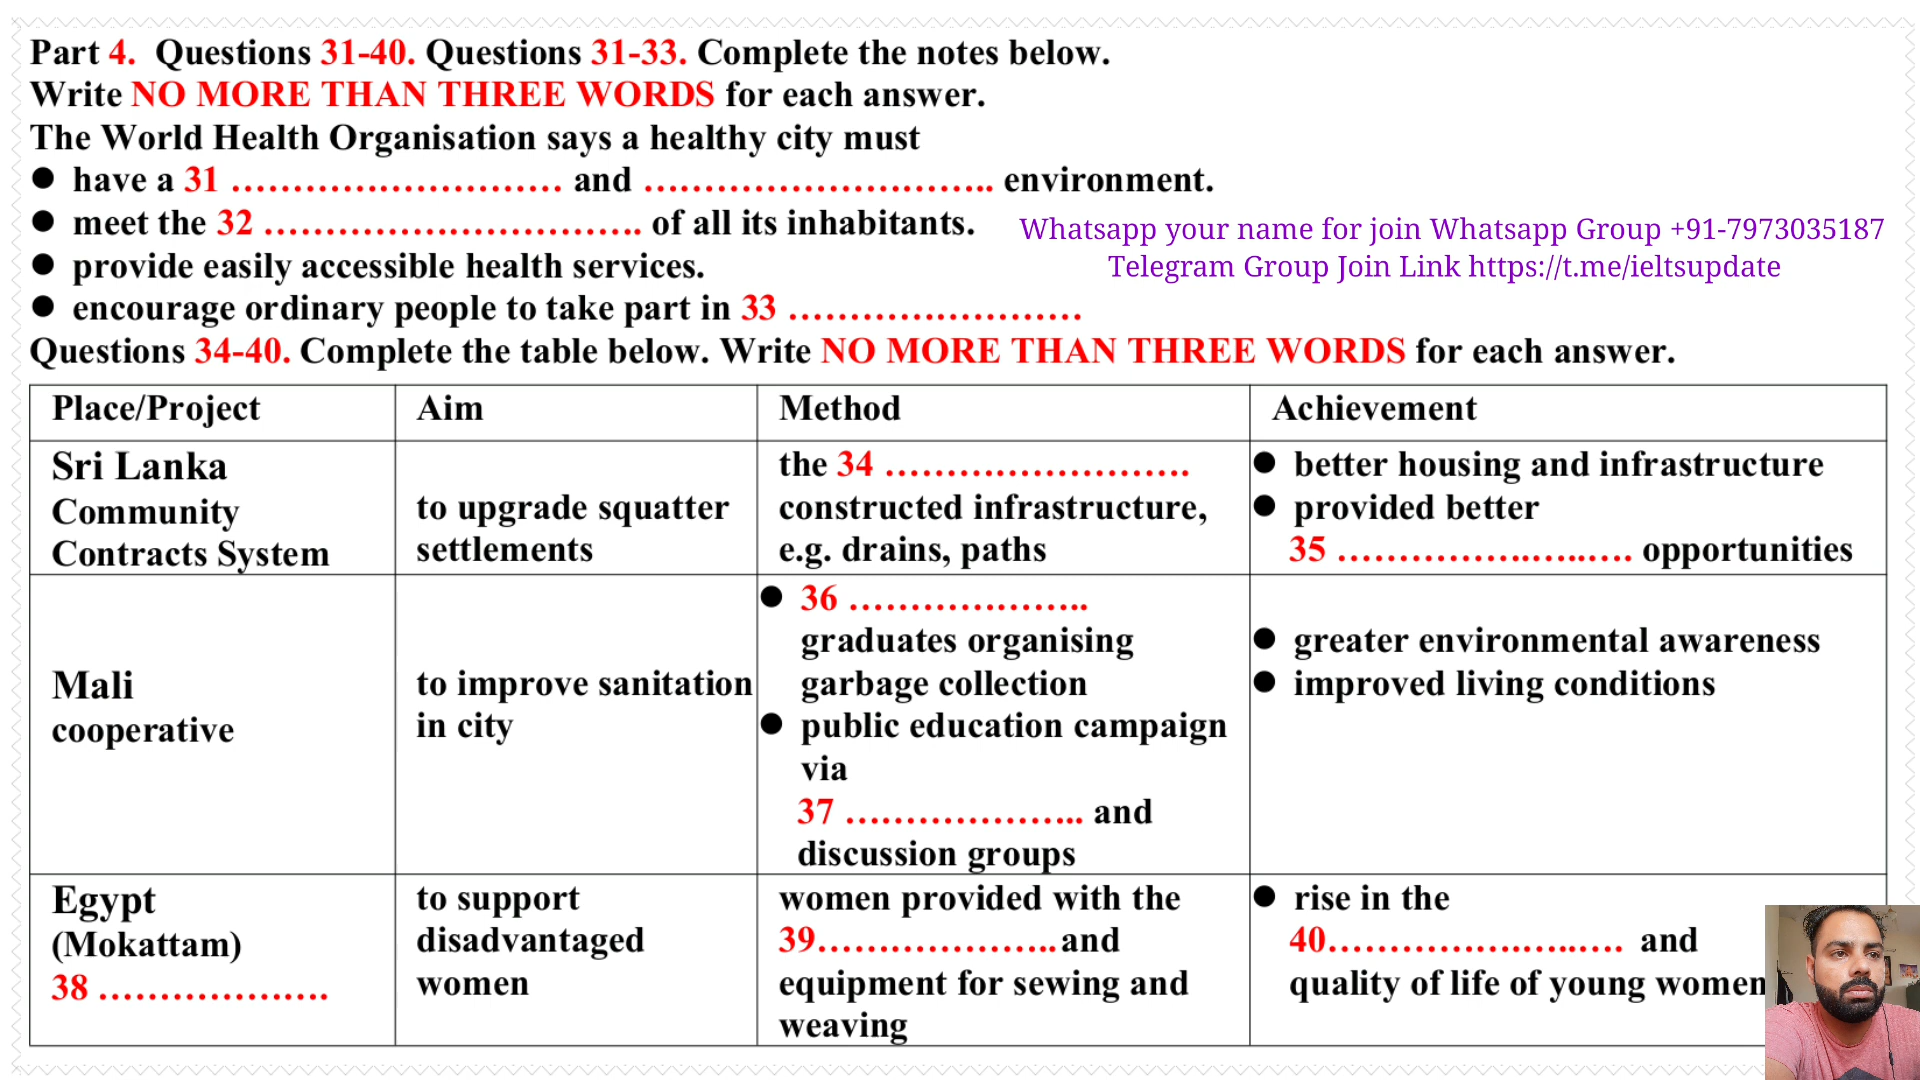 Part 4. Questions 31-40. Questions 31-33. Complete the notes below.
Write NO MORE THAN THREE WORDS for each answer.
The World Health Organisation says a healthy city must
● have a 31 ……………………… and ……………………….. environment.
● meet the 32 …………………………. of all its inhabitants.
Whatsapp your name for join Whatsapp Group +91-7973035187
Telegram Group Join Link https://t.me/ieltsupdate
● provide easily accessible health services.
● encourage ordinary people to take part in 33 ……………………
Questions 34-40. Complete the table below. Write NO MORE THAN THREE WORDS for each answer.
Place/Project
Aim
Method
Achievement
Sri Lanka
Community
Contracts System
to upgrade squatter
settlements
the 34 …………………….
constructed infrastructure,
e.g. drains, paths
● better housing and infrastructure
● provided better
35 …………….…..…. opportunities
Mali
cooperative
to improve sanitation
in city
● 36 ………………..
graduates organising
garbage collection
● public education campaign
via
37 ……………….. and
discussion groups
● greater environmental awareness
● improved living conditions
Egypt
(Mokattam)
38 ……………….
to support
disadvantaged
women
women provided with the
39……………….. and
equipment for sewing and
weaving
● rise in the
40…………….…..…. and
quality of life of young women